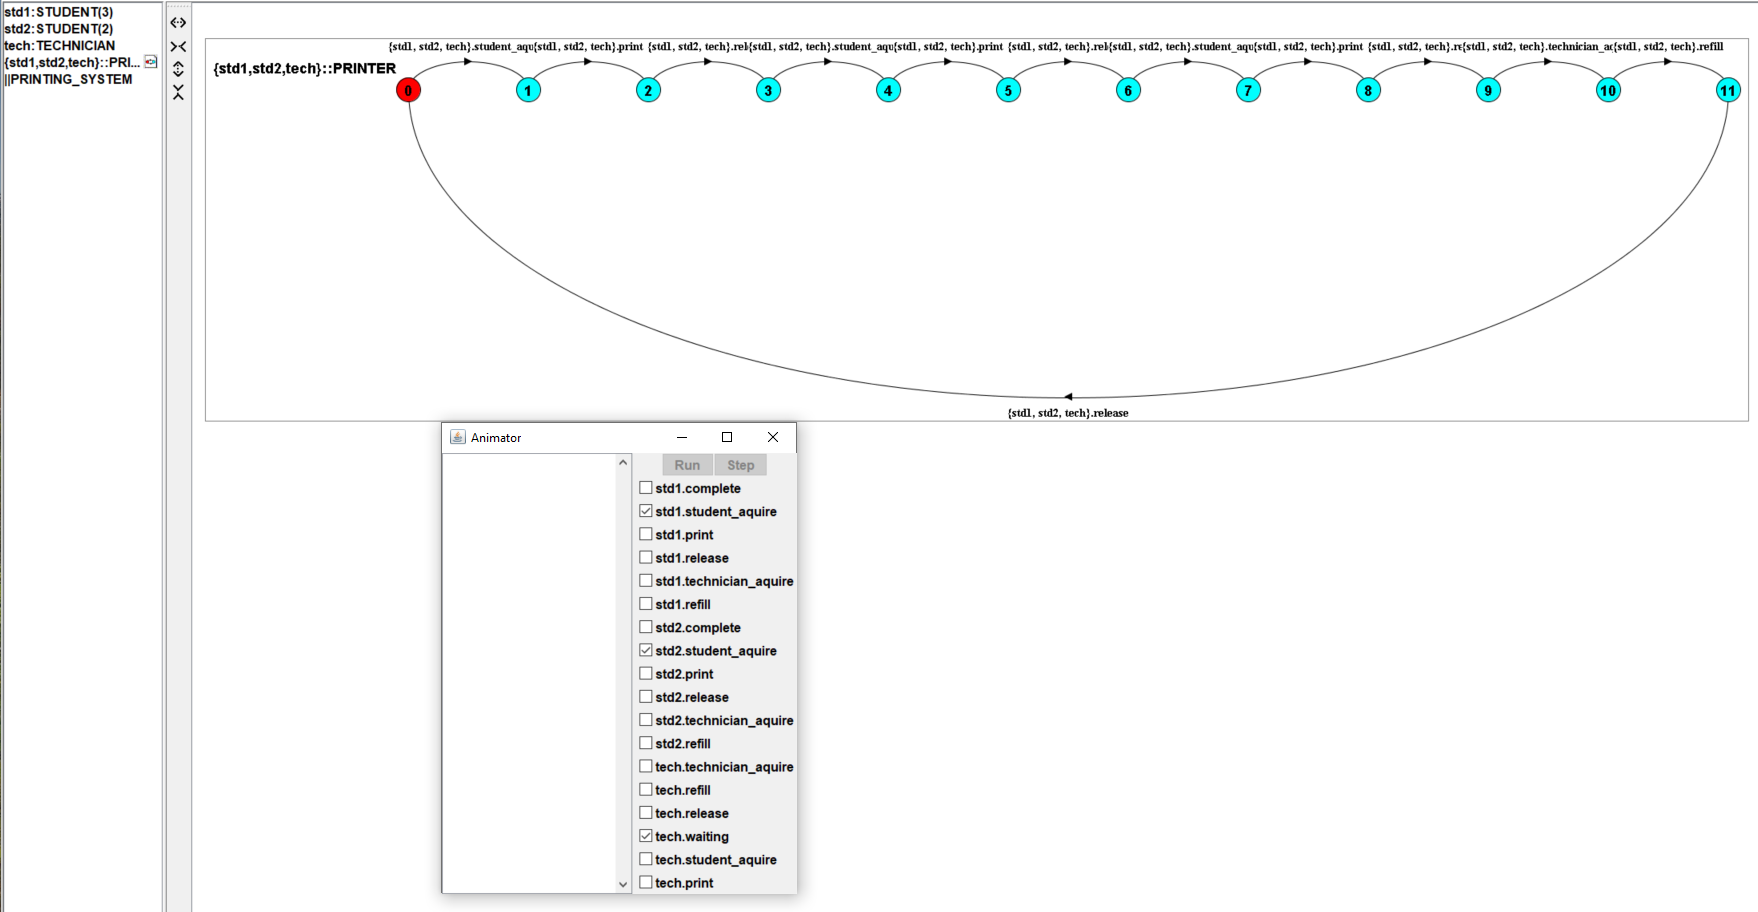 std1:STUDENT(3)
std2:STUDENT(2)
tech:TECHNICIAN
{std1,std2,tech}::PRI...
||PRINTING_SYSTEM
{std1, std2, tech}.student_aqu{std1, std2, tech}.print {std1, std2, tech}.rel{std1, std2, tech}.student_aqu{std1, std2, tech}.print {std1, std2, tech}.rel{std1, std2, tech}.student_aqu{std1, std2, tech}.print {std1, std2, tech}.re{std1, std2, tech}.technician_ac{std1, std2, tech}.refill
{std1,std2,tech}::PRINTER
0 1 2 3 4 5 6 7 8 9 10 11
{std1, std2, tech}.release
Animator
Run Step
std1.complete
std1.student_aquire
std1.print
std1.release
std1.technician_aquire
std1.refill
std2.complete
std2.student_aquire
std2.print
std2.release
std2.technician_aquire
std2.refill
tech.technician_aquire
tech.refill
tech.release
tech.waiting
tech.student_aquire
tech.print